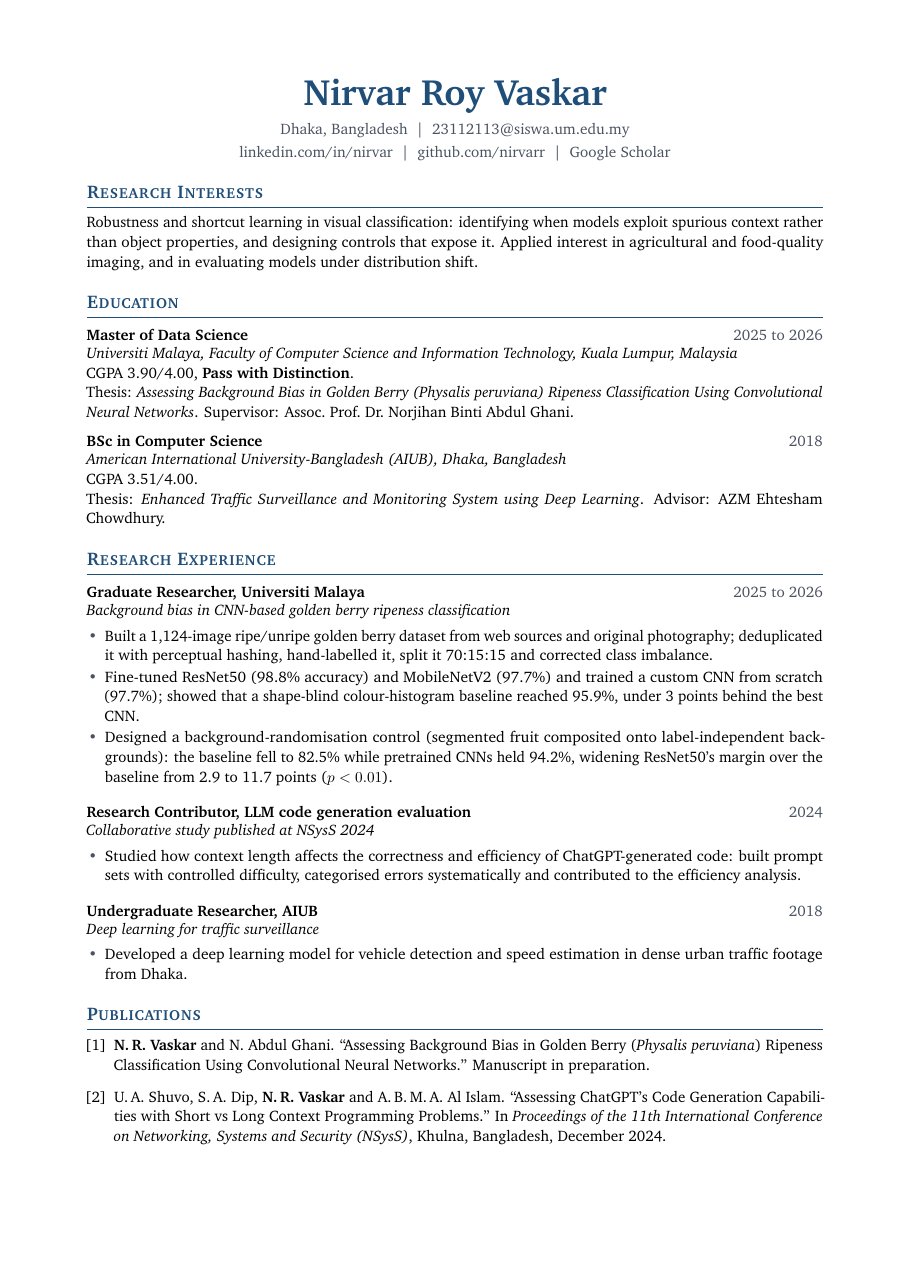 Nirvar Roy Vaskar
Dhaka, Bangladesh | 23112113@siswa.um.edu.my
linkedin.com/in/nirvar | github.com/nirvarr | Google Scholar
Research Interests
Robustness and shortcut learning in visual classification: identifying when models exploit spurious context rather
than object properties, and designing controls that expose it. Applied interest in agricultural and food-quality
imaging, and in evaluating models under distribution shift.
Education
Master of Data Science 2025 to 2026
Universiti Malaya, Faculty of Computer Science and Information Technology, Kuala Lumpur, Malaysia
CGPA 3.90/4.00, Pass with Distinction.
Thesis: Assessing Background Bias in Golden Berry (Physalis peruviana) Ripeness Classification Using Convolutional
Neural Networks. Supervisor: Assoc. Prof. Dr. Norjihan Binti Abdul Ghani.
BSc in Computer Science 2018
American International University-Bangladesh (AIUB), Dhaka, Bangladesh
CGPA 3.51/4.00.
Thesis: Enhanced Traffic Surveillance and Monitoring System using Deep Learning. Advisor: AZM Ehtesham
Chowdhury.
Research Experience
Graduate Researcher, Universiti Malaya 2025 to 2026
Background bias in CNN-based golden berry ripeness classification
• Built a 1,124-image ripe/unripe golden berry dataset from web sources and original photography; deduplicated
it with perceptual hashing, hand-labelled it, split it 70:15:15 and corrected class imbalance.
• Fine-tuned ResNet50 (98.8% accuracy) and MobileNetV2 (97.7%) and trained a custom CNN from scratch
(97.7%); showed that a shape-blind colour-histogram baseline reached 95.9%, under 3 points behind the best
CNN.
• Designed a background-randomisation control (segmented fruit composited onto label-independent back-
grounds): the baseline fell to 82.5% while pretrained CNNs held 94.2%, widening ResNet50's margin over the
baseline from 2.9 to 11.7 points (p < 0.01).
Research Contributor, LLM code generation evaluation 2024
Collaborative study published at NSysS 2024
• Studied how context length affects the correctness and efficiency of ChatGPT-generated code: built prompt
sets with controlled difficulty, categorised errors systematically and contributed to the efficiency analysis.
Undergraduate Researcher, AIUB 2018
Deep learning for traffic surveillance
• Developed a deep learning model for vehicle detection and speed estimation in dense urban traffic footage
from Dhaka.
Publications
[1] N. R. Vaskar and N. Abdul Ghani. “Assessing Background Bias in Golden Berry (Physalis peruviana) Ripeness
Classification Using Convolutional Neural Networks.” Manuscript in preparation.
[2] U. A. Shuvo, S. A. Dip, N. R. Vaskar and A. B. M. A. Al Islam. “Assessing ChatGPT's Code Generation Capabili-
ties with Short vs Long Context Programming Problems.” In Proceedings of the 11th International Conference
on Networking, Systems and Security (NSysS), Khulna, Bangladesh, December 2024.